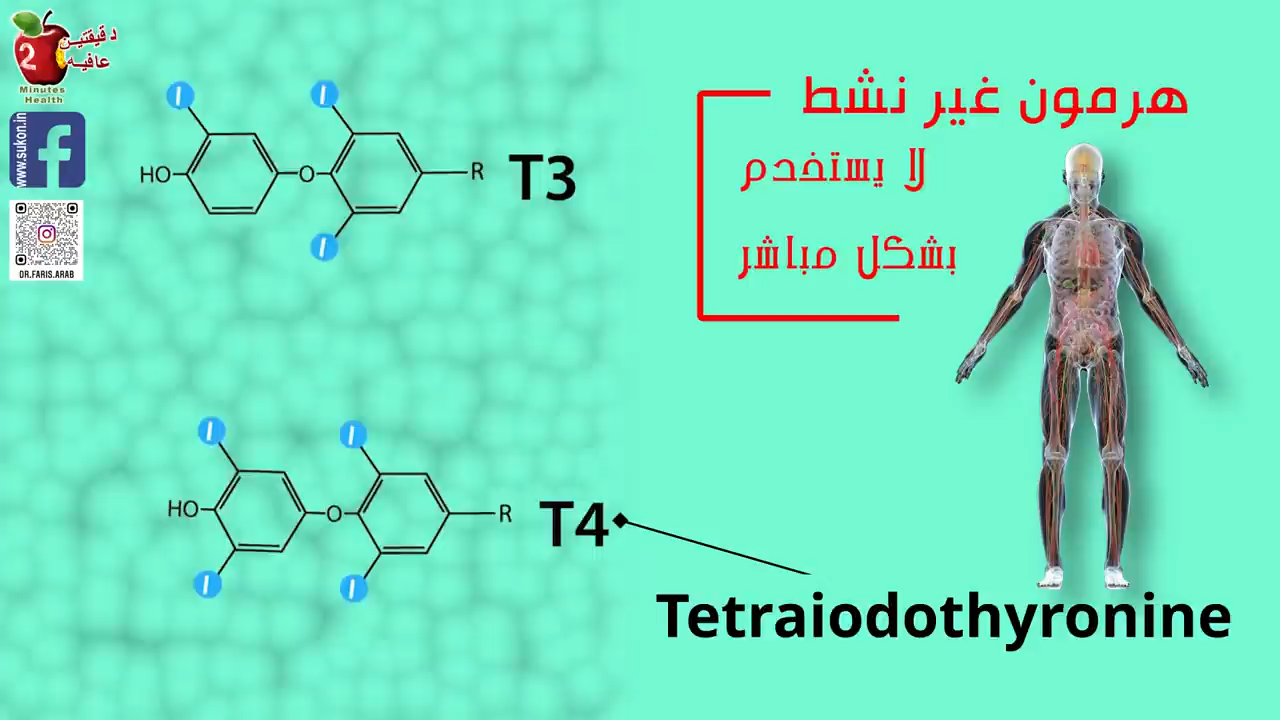 دقيقتين
عافيه
2
Minutes
Health
www.sukon.in
f
DR.FARIS.ARAB
I
I
HO
O
R
T3
I
هرمون غير نشط
لا يستخدم
بشكل مباشر
I
I
HO
O
R
T4
I
I
Tetraiodothyronine